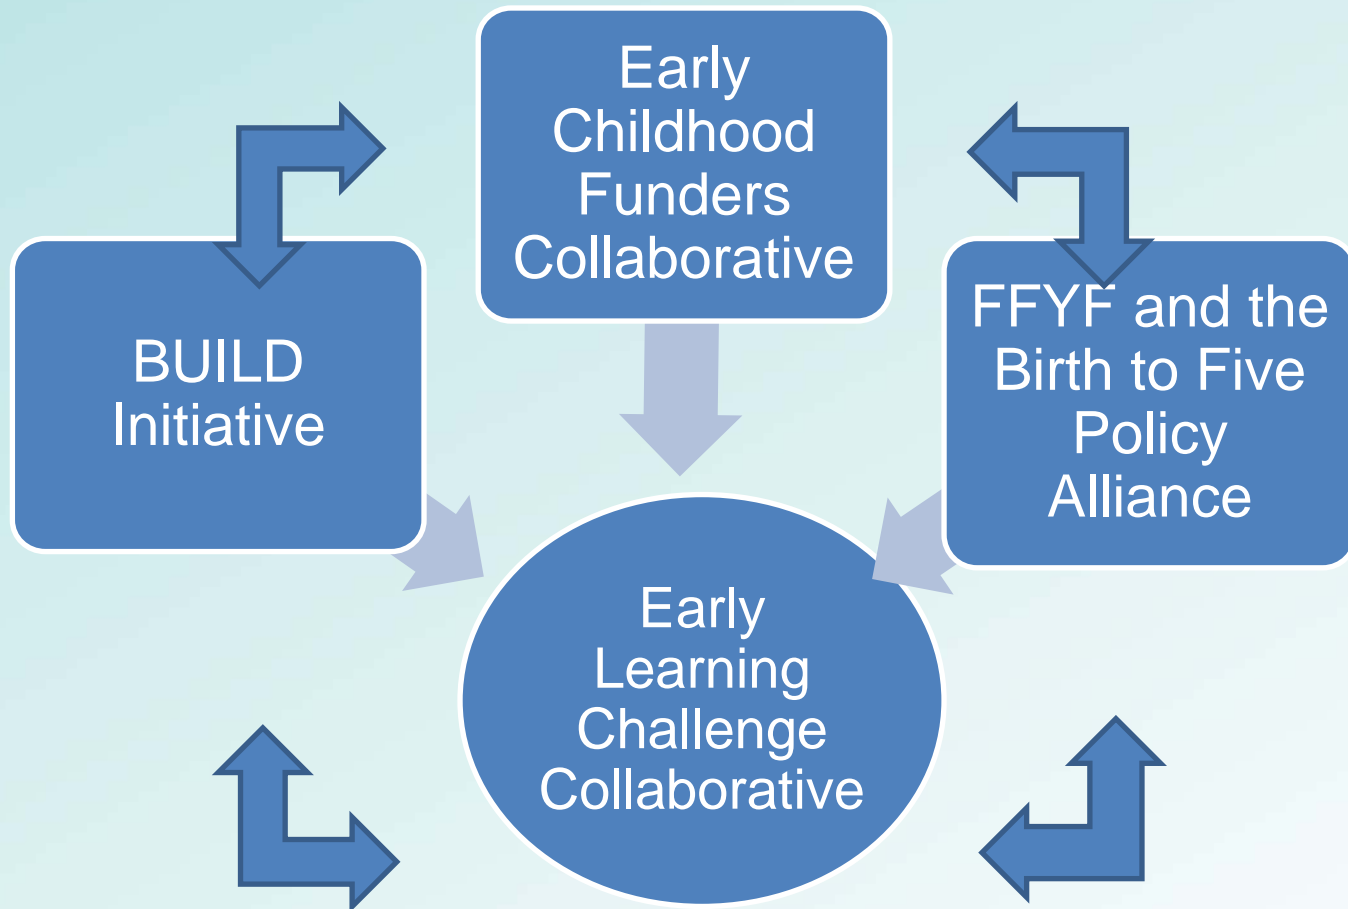 Early
Childhood
Funders
Collaborative
BUILD
Initiative
FFYF and the
Birth to Five
Policy
Alliance
Early
Learning
Challenge
Collaborative